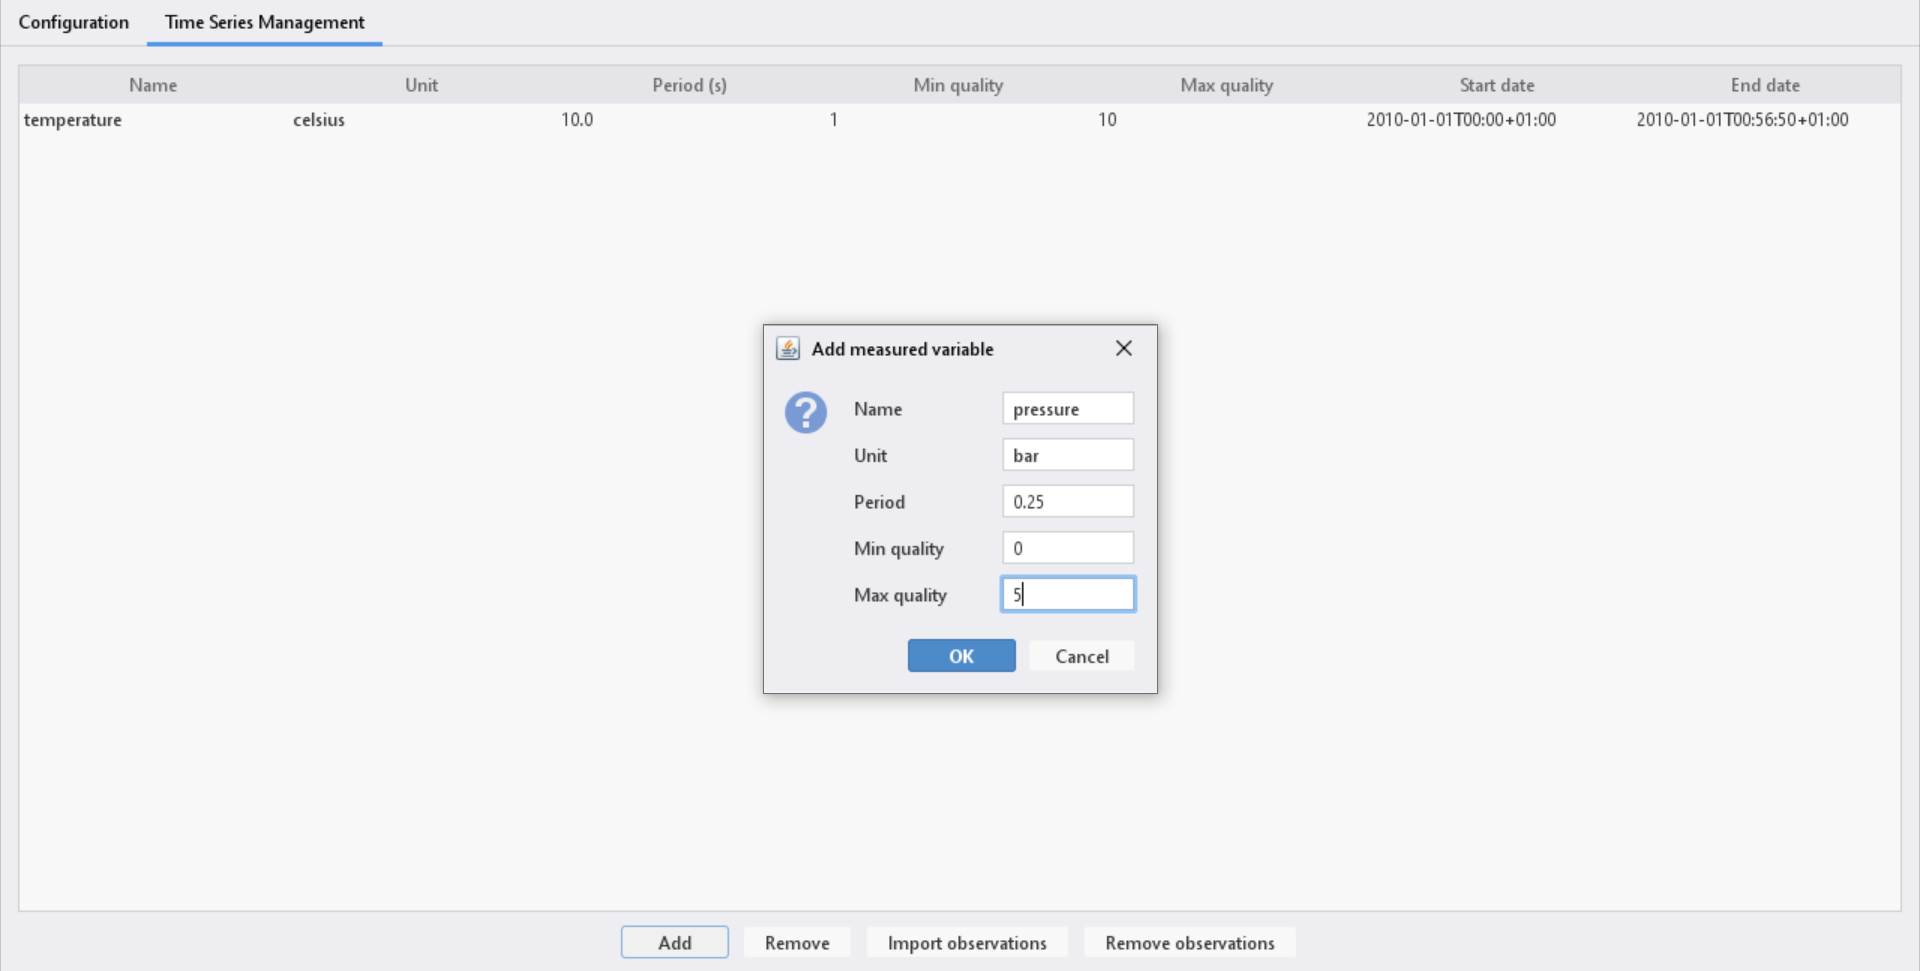 Configuration Time Series Management
Name Unit Period (s) Min quality Max quality Start date End date
temperature celsius 10.0 1 10 2010-01-01T00:00+01:00 2010-01-01T00:56:50+01:00
Add measured variable
Name pressure
Unit bar
Period 0.25
Min quality 0
Max quality 5
OK Cancel
Add Remove Import observations Remove observations